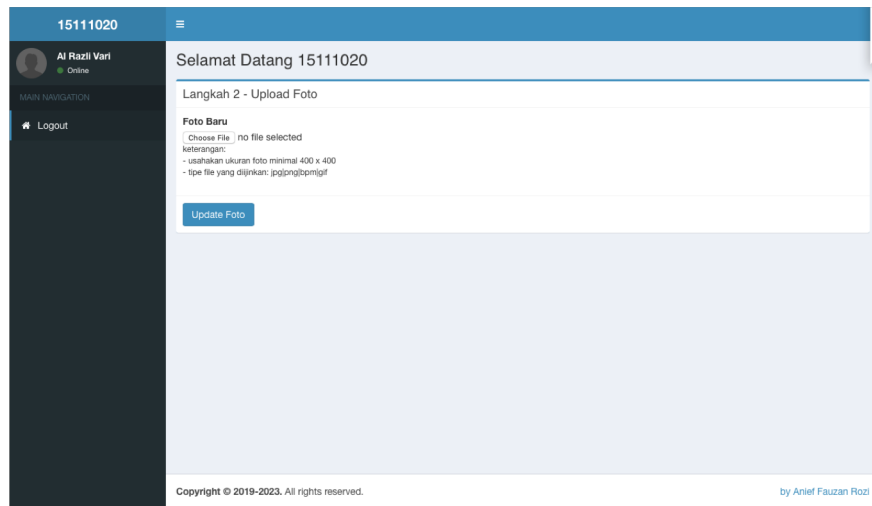 15111020
Al Razli Vari
Online
MAIN NAVIGATION
Logout
Selamat Datang 15111020
Langkah 2 - Upload Foto
Foto Baru
Choose File no file selected
keterangan:
- usahakan ukuran foto minimal 400 x 400
- tipe file yang diijinkan: jpg|png|bpm|gif
Update Foto
Copyright © 2019-2023. All rights reserved. by Anief Fauzan Rozi